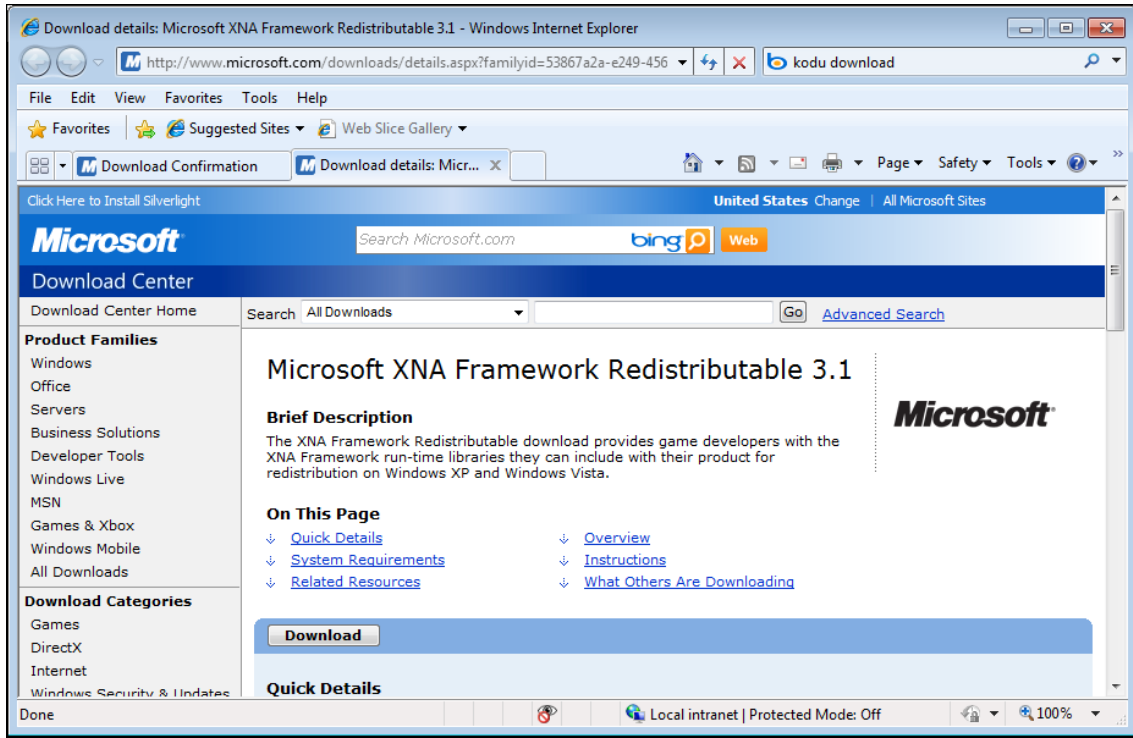 Download details: Microsoft XNA Framework Redistributable 3.1 - Windows Internet Explorer
http://www.microsoft.com/downloads/details.aspx?familyid=53867a2a-e249-456
kodu download
File Edit View Favorites Tools Help
Favorites Suggested Sites Web Slice Gallery
Download Confirmation Download details: Micr... Page Safety Tools
Click Here to Install Silverlight United States Change | All Microsoft Sites
Microsoft Search Microsoft.com bing Web
Download Center
Download Center Home
Search All Downloads Go Advanced Search
Product Families
Windows
Office
Servers
Business Solutions
Developer Tools
Windows Live
MSN
Games & Xbox
Windows Mobile
All Downloads
Download Categories
Games
DirectX
Internet
Windows Security & Updates
Microsoft XNA Framework Redistributable 3.1
Microsoft
Brief Description
The XNA Framework Redistributable download provides game developers with the
XNA Framework run-time libraries they can include with their product for
redistribution on Windows XP and Windows Vista.
On This Page
Quick Details Overview
System Requirements Instructions
Related Resources What Others Are Downloading
Download
Quick Details
Done Local intranet | Protected Mode: Off 100%